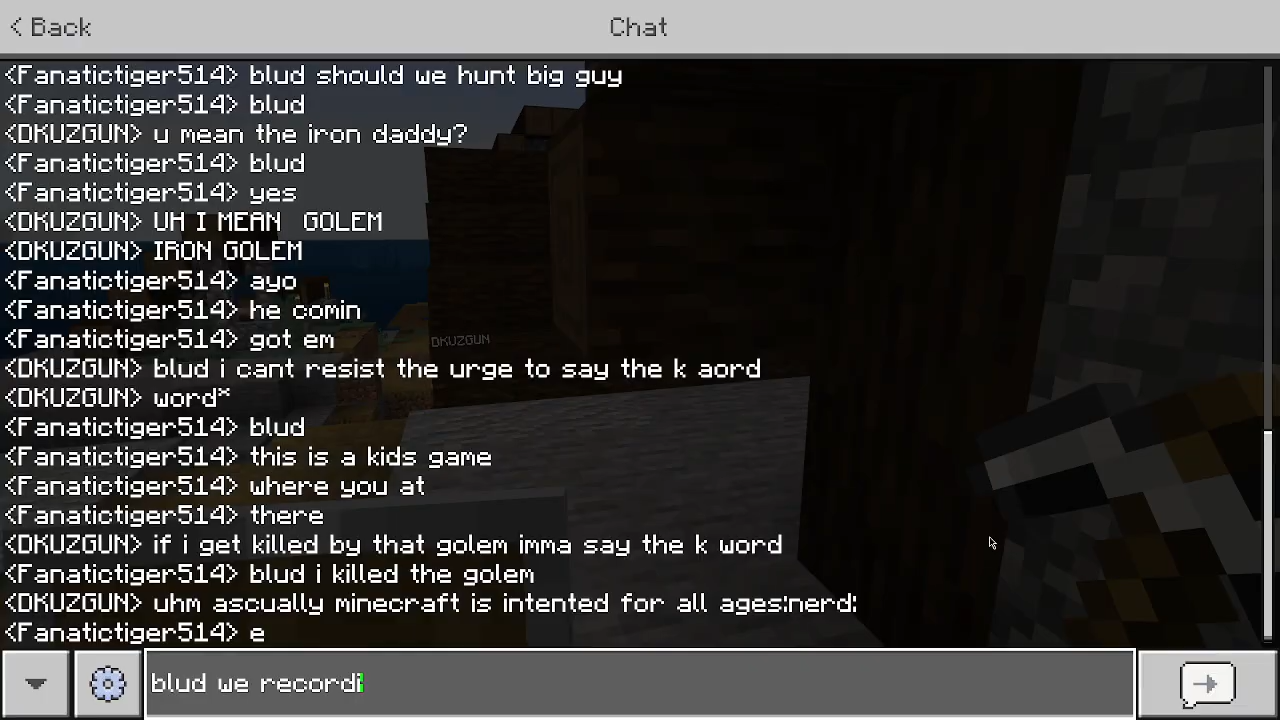 < Back
Chat
<Fanatictiger514> blud should we hunt big guy
<Fanatictiger514> blud
<DKUZGUN> u mean the iron daddy?
<Fanatictiger514> blud
<Fanatictiger514> yes
<DKUZGUN> UH I MEAN  GOLEM
<DKUZGUN> IRON GOLEM
<Fanatictiger514> ayo
<Fanatictiger514> he comin
<Fanatictiger514> got em
DKUZGUN
<DKUZGUN> blud i cant resist the urge to say the k aord
<DKUZGUN> word*
<Fanatictiger514> blud
<Fanatictiger514> this is a kids game
<Fanatictiger514> where you at
<Fanatictiger514> there
<DKUZGUN> if i get killed by that golem imma say the k word
<Fanatictiger514> blud i killed the golem
<DKUZGUN> uhm ascually minecraft is intented for all ages:nerd:
<Fanatictiger514> e
blud we recordi